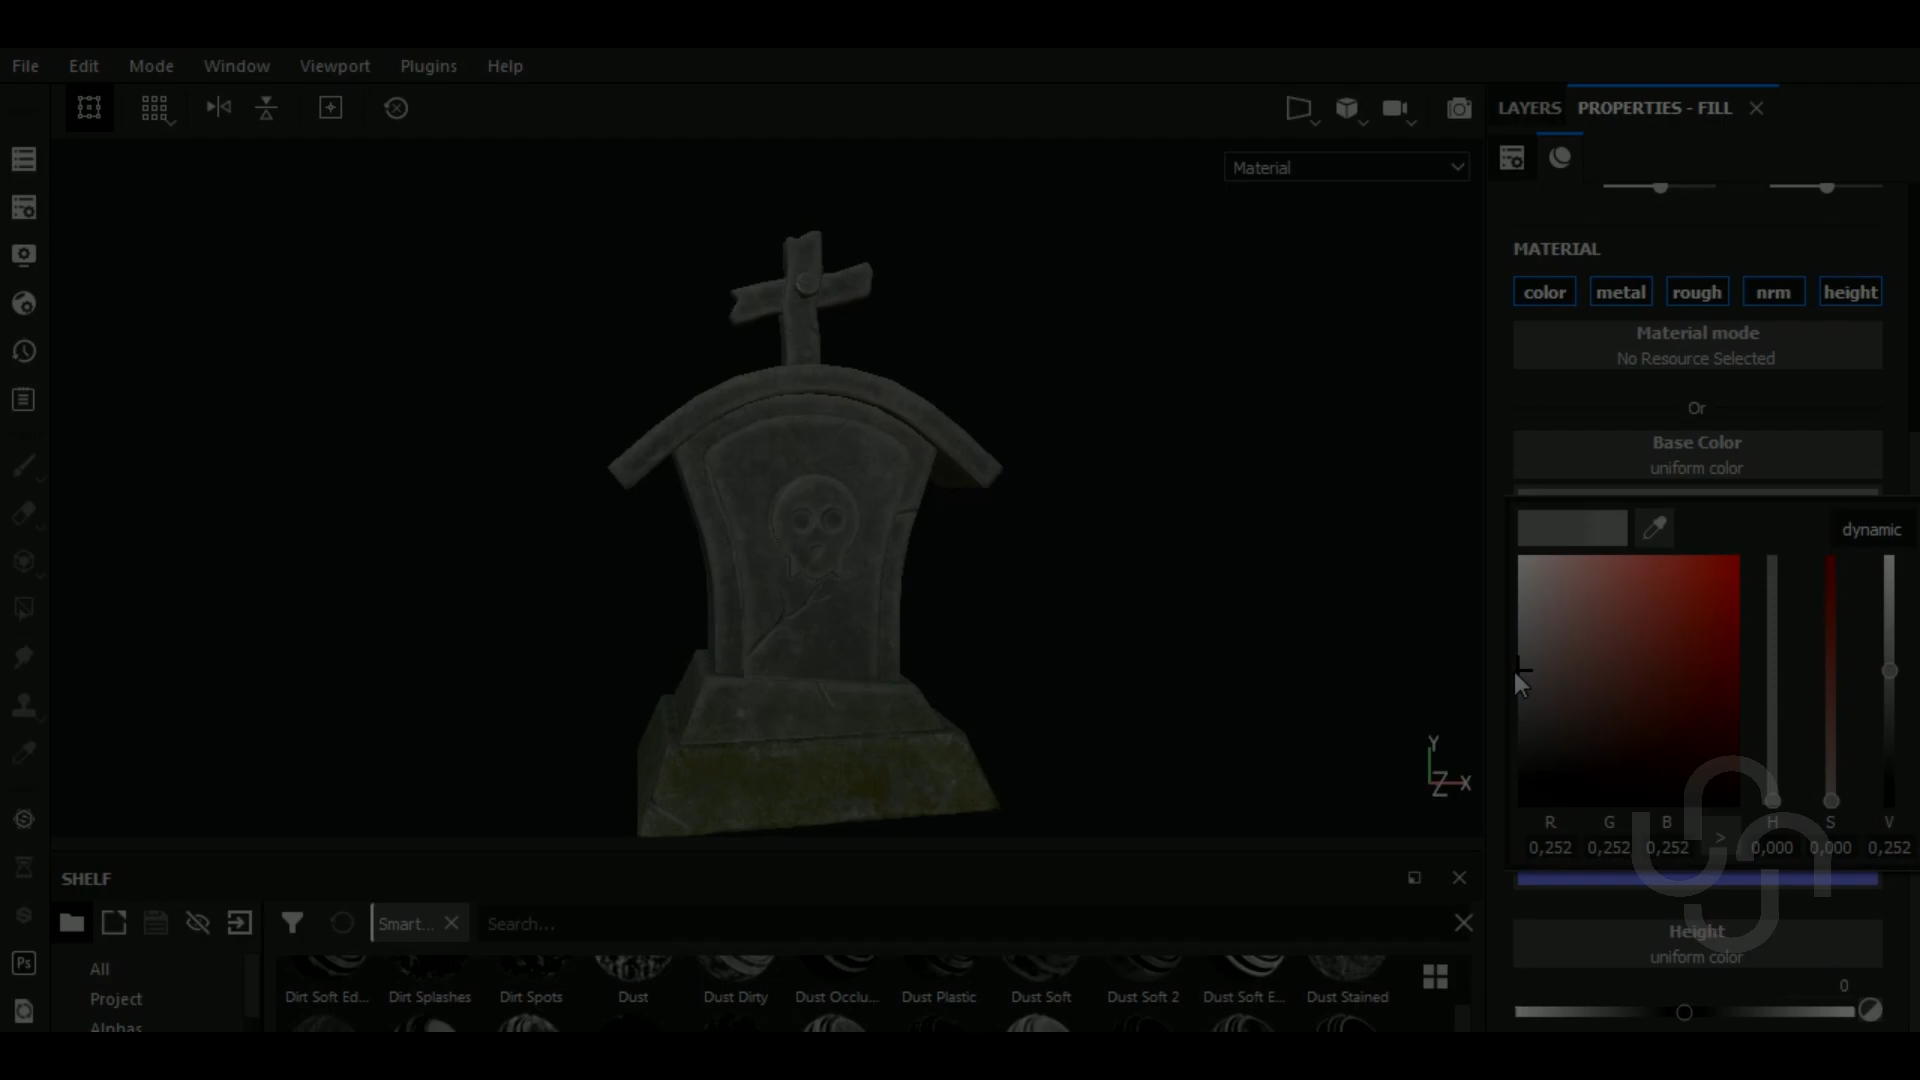 File Edit Mode Window Viewport Plugins Help
LAYERS PROPERTIES - FILL
Material
MATERIAL
color metal rough nrm height
Material mode
No Resource Selected
Or
Base Color
uniform color
dynamic
Y
Z X
R G B H S V
0,252 0,252 0,252 > 0,000 0,000 0,252
SHELF
Smart... Search...
Height
uniform color
0
All
Project
Alphas
Dirt Soft Ed... Dirt Splashes Dirt Spots Dust Dust Dirty Dust Occlu... Dust Plastic Dust Soft Dust Soft 2 Dust Soft E... Dust Stained
Ps